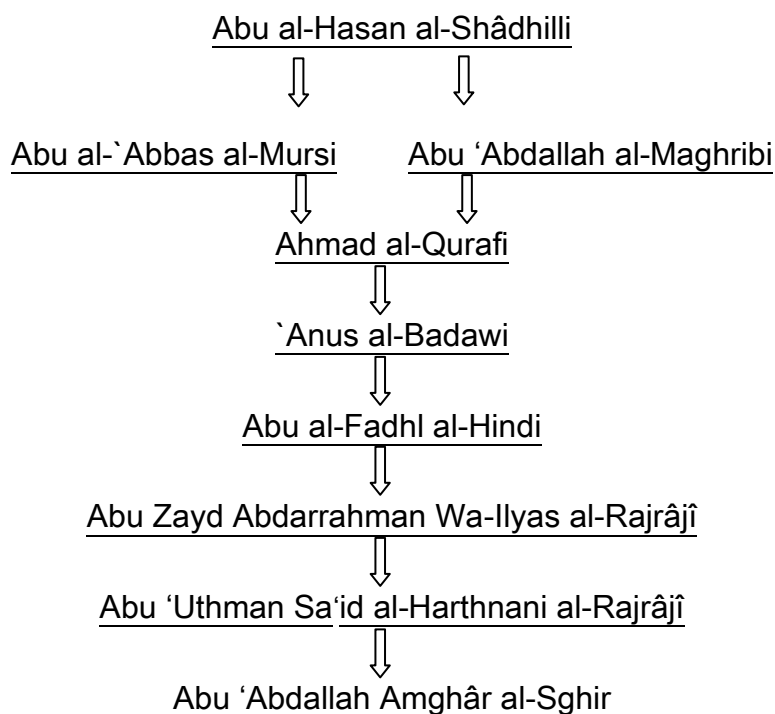 Abu al-Hasan al-Shâdhilli
Abu al-`Abbas al-Mursi Abu ‘Abdallah al-Maghribi
Ahmad al-Qurafi
`Anus al-Badawi
Abu al-Fadhl al-Hindi
Abu Zayd Abdarrahman Wa-Ilyas al-Rajrâjî
Abu ‘Uthman Sa‘id al-Harthnani al-Rajrâjî
Abu ‘Abdallah Amghâr al-Sghir